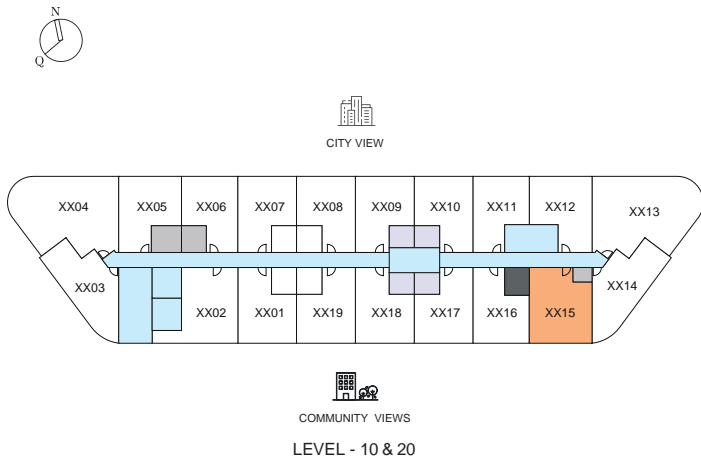 N
Q
CITY VIEW
XX04 XX05 XX06 XX07 XX08 XX09 XX10 XX11 XX12 XX13
XX03 XX02 XX01 XX19 XX18 XX17 XX16 XX15 XX14
COMMUNITY VIEWS
LEVEL - 10 & 20